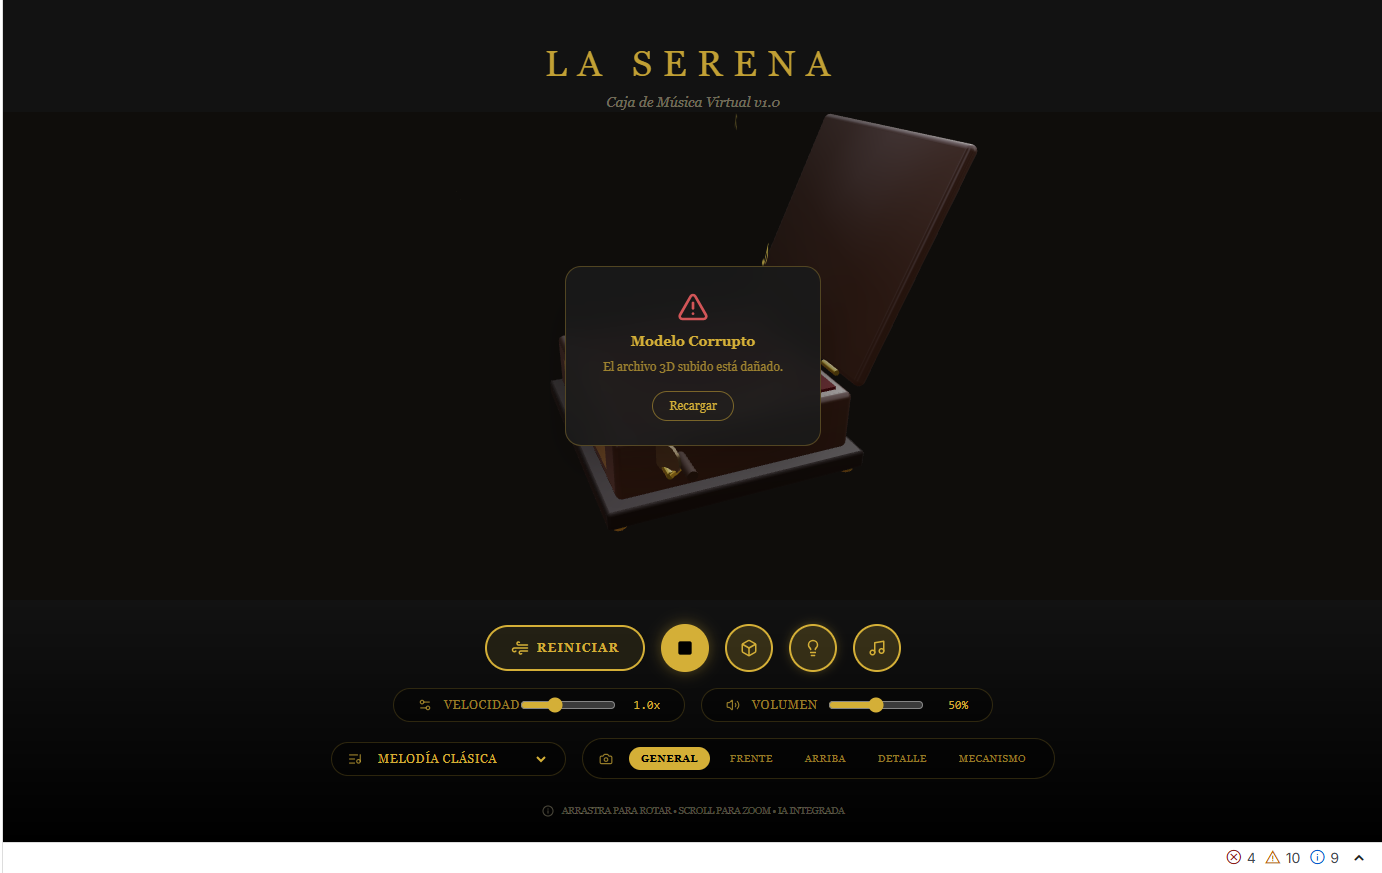 LA SERENA
Caja de Música Virtual v1.0
Modelo Corrupto
El archivo 3D subido está dañado.
Recargar
REINICIAR
VELOCIDAD 1.0x VOLUMEN 50%
MELODÍA CLÁSICA GENERAL FRENTE ARRIBA DETALLE MECANISMO
ARRASTRA PARA ROTAR • SCROLL PARA ZOOM • IA INTEGRADA
4 10 9